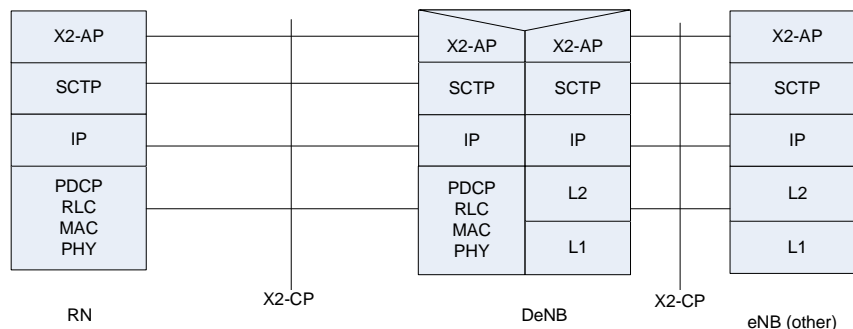 X2-AP
SCTP
IP
PDCP
RLC
MAC
PHY
RN
X2-CP
X2-AP X2-AP
SCTP SCTP
IP IP
PDCP
RLC
MAC
PHY
L2
L1
DeNB
X2-CP
X2-AP
SCTP
IP
L2
L1
eNB (other)